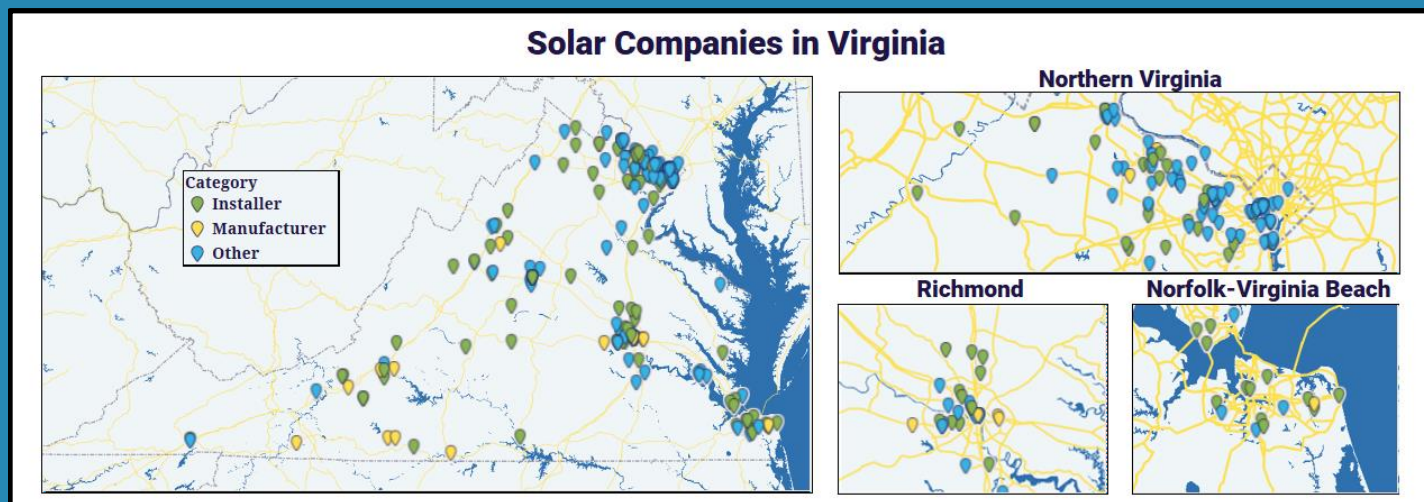 Solar Companies in Virginia
Category
Installer
Manufacturer
Other
Northern Virginia
Richmond
Norfolk-Virginia Beach